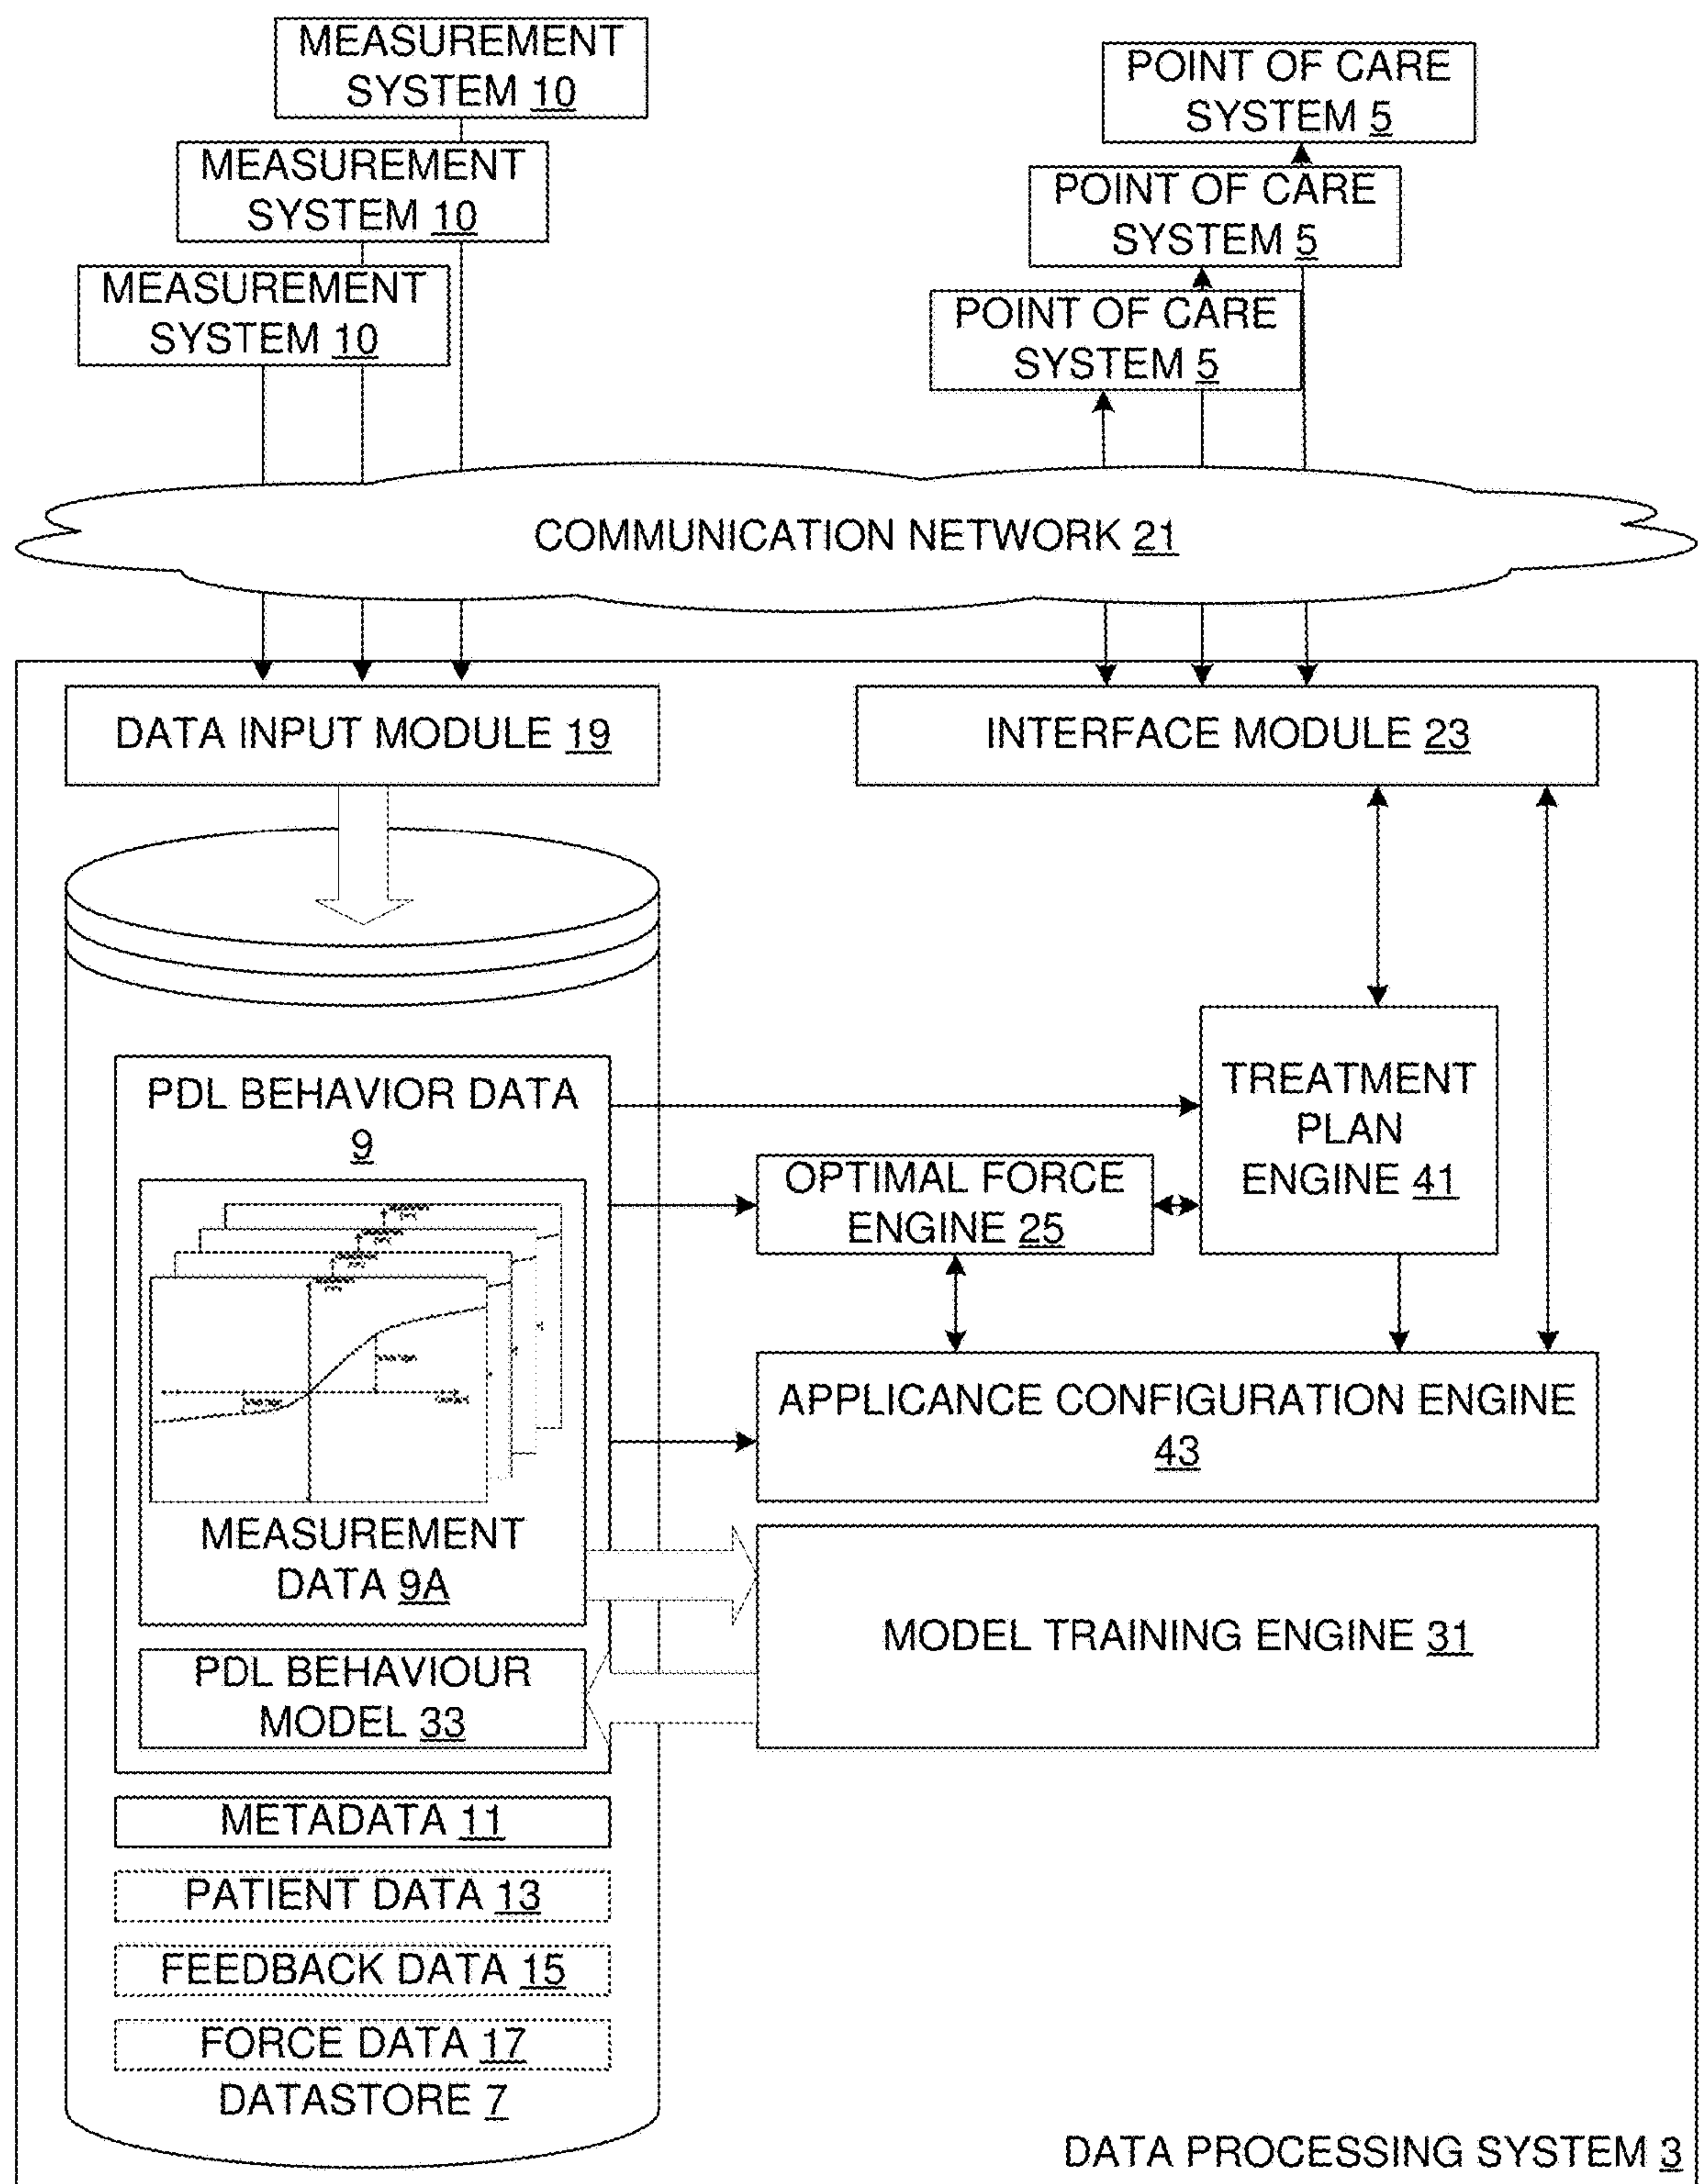 MEASUREMENT
SYSTEM 10
MEASUREMENT
SYSTEM 10
MEASUREMENT
SYSTEM 10
POINT OF CARE
SYSTEM 5
POINT OF CARE
SYSTEM 5
POINT OF CARE
SYSTEM 5
COMMUNICATION NETWORK 21
DATA INPUT MODULE 19
INTERFACE MODULE 23
PDL BEHAVIOR DATA
9
TREATMENT
PLAN
ENGINE 41
OPTIMAL FORCE
ENGINE 25
APPLICANCE CONFIGURATION ENGINE
43
MEASUREMENT
DATA 9A
MODEL TRAINING ENGINE 31
PDL BEHAVIOUR
MODEL 33
METADATA 11
PATIENT DATA 13
FEEDBACK DATA 15
FORCE DATA 17
DATASTORE 7
DATA PROCESSING SYSTEM 3